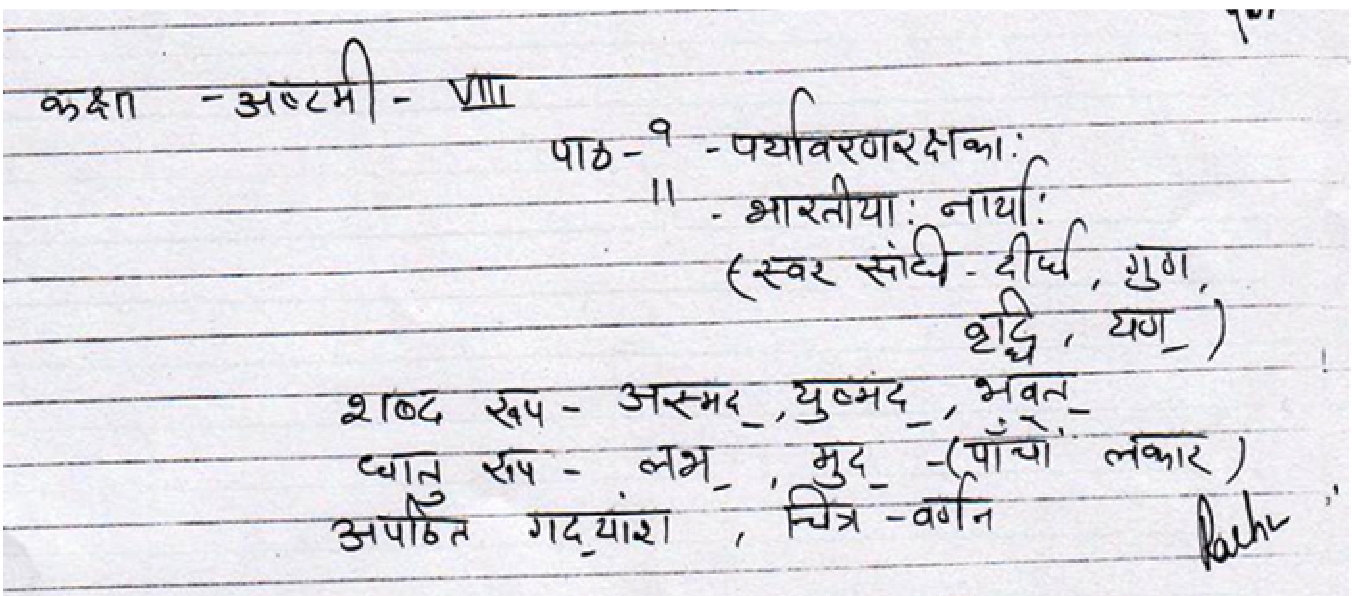 कक्षा - अष्टमी - VIII
पाठ - १ - पर्यावरणरक्षकाः
" - भारतीयाः नार्याः
(स्वर संधि - दीर्घ, गुण,
वृद्धि, यण्)
शब्द रूप - अस्मद्, युष्मद्, भवत्
धातु रूप - लभ्, मुद् - (पाँचों लकार)
अपठित गद्यांश, चित्र - वर्णन